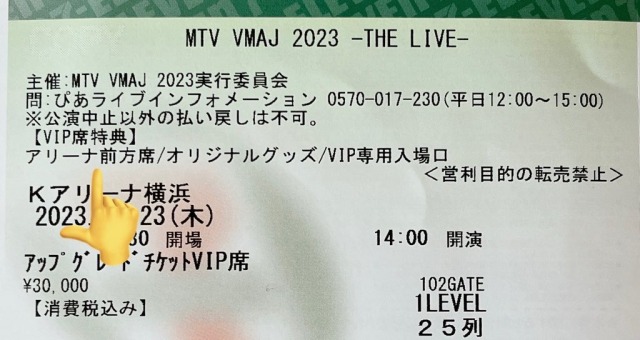 MTV VMAJ 2023 -THE LIVE-
主催:MTV VMAJ 2023実行委員会
問:ぴあライブインフォメーション 0570-017-230(平日12:00～15:00)
※公演中止以外の払い戻しは不可。
【VIP席特典】
アリーナ前方席/オリジナルグッズ/VIP専用入場口
＜営利目的の転売禁止＞
Kアリーナ横浜
2023. 23(木)
30 開場 14:00 開演
ｱｯﾌﾟｸﾞﾚｰﾄﾞﾁｹｯﾄVIP席
¥30,000 102GATE
【消費税込み】 1LEVEL
25列